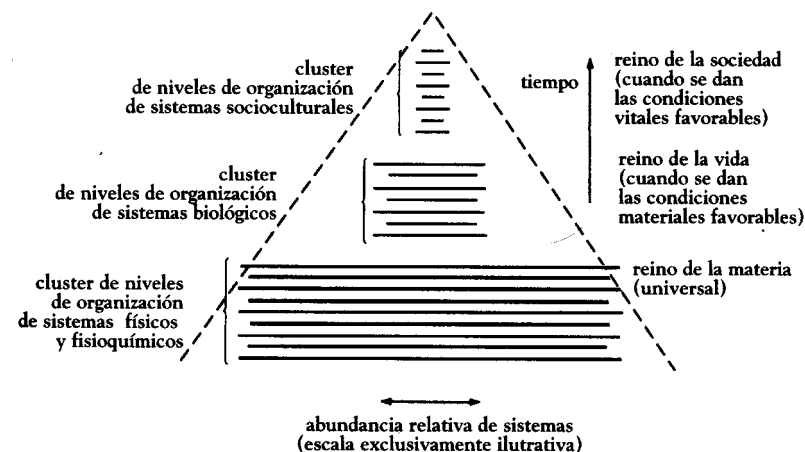 cluster
de niveles de organización
de sistemas socioculturales
tiempo
reino de la sociedad
(cuando se dan
las condiciones
vitales favorables)
cluster
de niveles de organización
de sistemas biológicos
reino de la vida
(cuando se dan
las condiciones
materiales favorables)
cluster de niveles
de organización
de sistemas físicos
y fisioquímicos
reino de la materia
(universal)
abundancia relativa de sistemas
(escala exclusivamente ilutrativa)